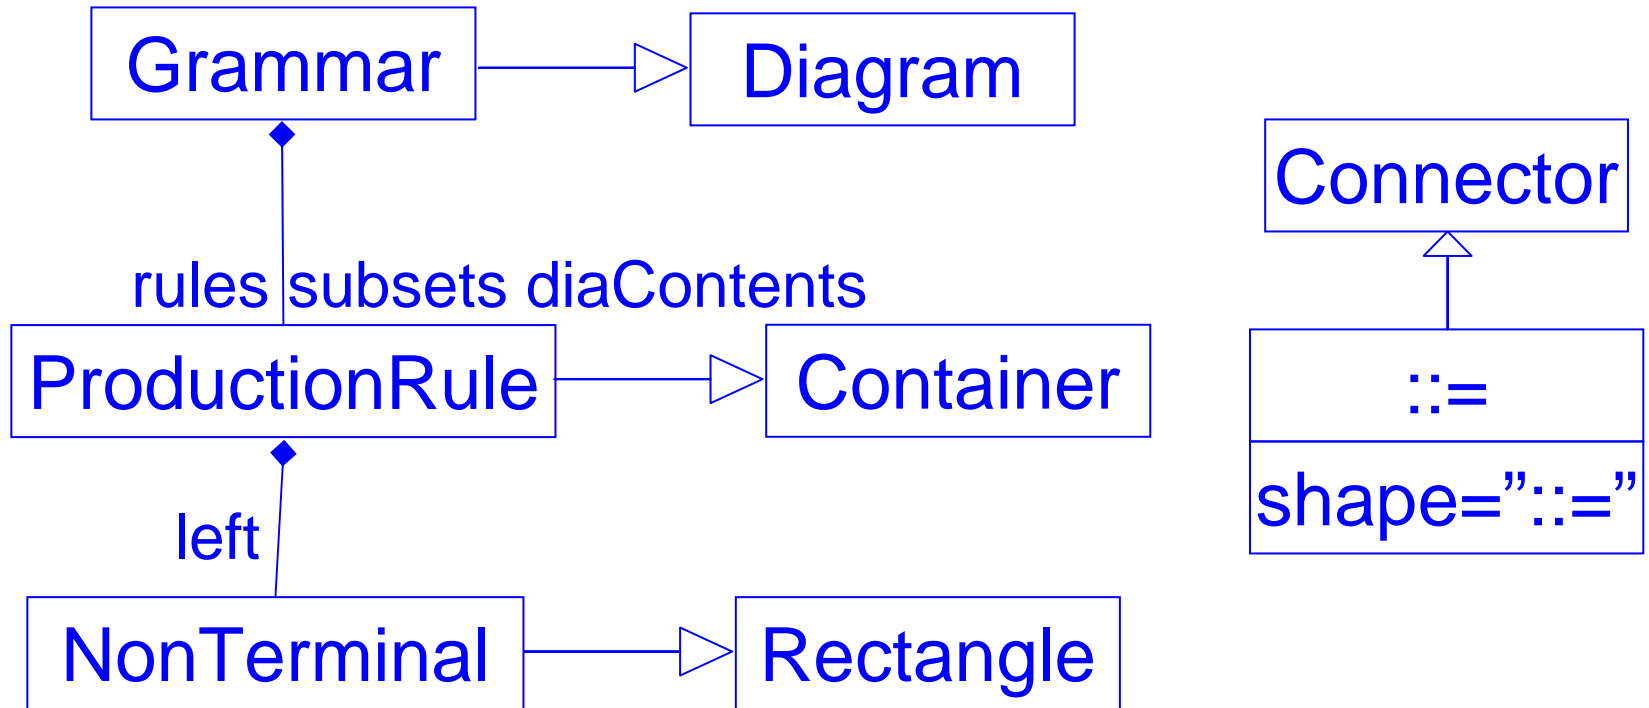 Grammar
Diagram
Connector
rules subsets diaContents
ProductionRule
Container
::=
shape=”::=”
left
NonTerminal
Rectangle